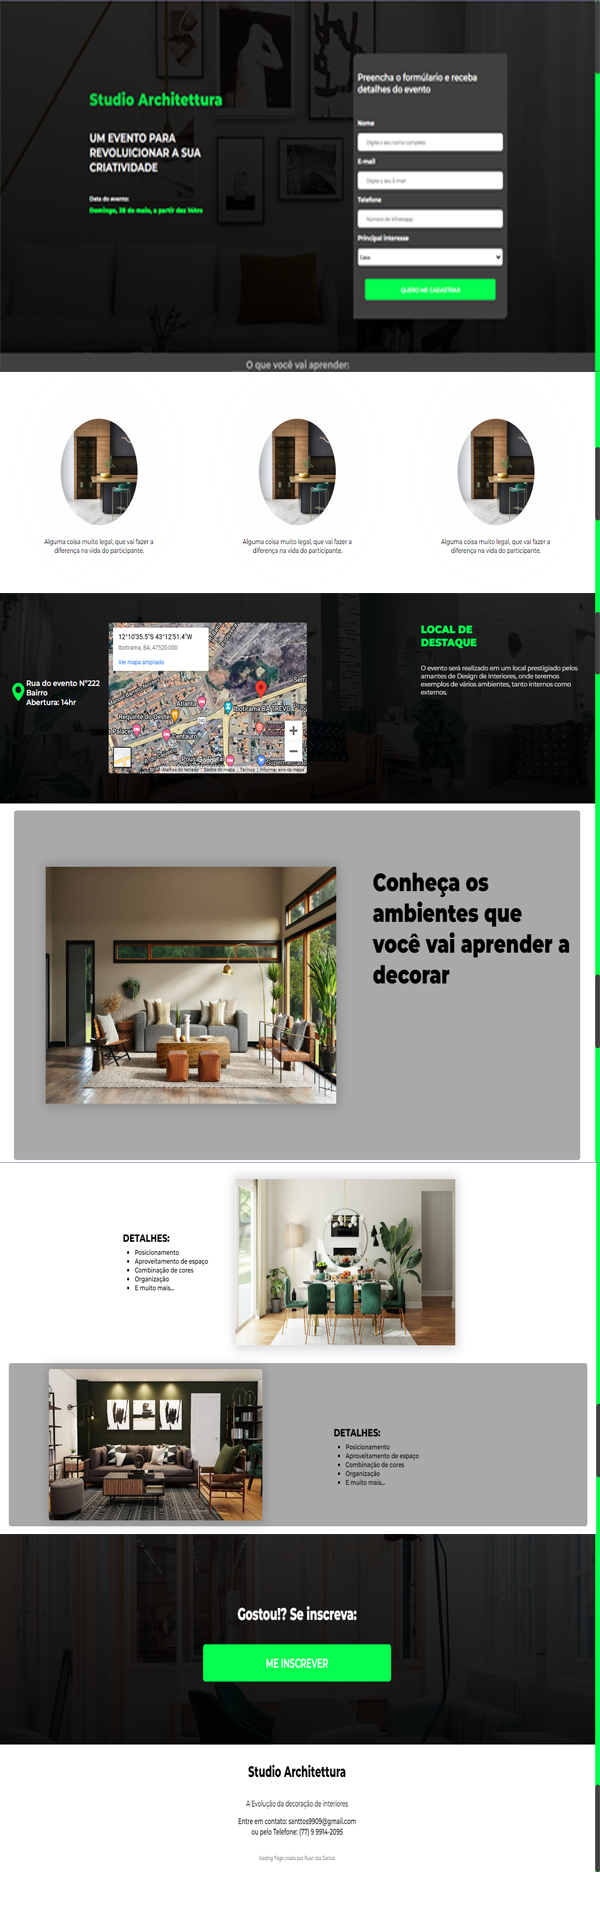 Studio Architettura
UM EVENTO PARA
REVOLUICIONAR A SUA
CRIATIVIDADE
Data do evento:
Domingo, 28 de maio, a partir das 14hrs
Preencha o formúlario e receba
detalhes do evento
Nome
Digite o seu nome completo
E-mail
Digite o seu E-mail
Telefone
Número de Whatsapp
Principal interesse
Casa
QUERO ME CADASTRAR
O que você vai aprender:
Alguma coisa muito legal, que vai fazer a
diferença na vida do participante.
Alguma coisa muito legal, que vai fazer a
diferença na vida do participante.
Alguma coisa muito legal, que vai fazer a
diferença na vida do participante.
Rua do evento Nº222
Bairro
Abertura: 14hr
12°10'35.5"S 43°12'51.4"W
Ibotirama, BA, 47520-000
Ver mapa ampliado
Atlanta
Requinte do Oeste
Ibotirama BA TREVO
Palace
Centauro
Serra
242
Atalhos do teclado
Dados do mapa
Termos
Informar erro no mapa
LOCAL DE
DESTAQUE
O evento será realizado em um local prestigiado pelos
amantes de Design de Interiores, onde teremos
exemplos de vários ambientes, tanto internos como
externos.
Conheça os
ambientes que
você vai aprender a
decorar
DETALHES:
Posicionamento
Aproveitamento de espaço
Combinação de cores
Organização
E muito mais...
DETALHES:
Posicionamento
Aproveitamento de espaço
Combinação de cores
Organização
E muito mais...
Gostou!? Se inscreva:
ME INSCREVER
Studio Architettura
A Evolução da decoração de interiores
Entre em contato: santtos9909@gmail.com
ou pelo Telefone: (77) 9 9914-2095
loading Page criado por Ruan dos Santos